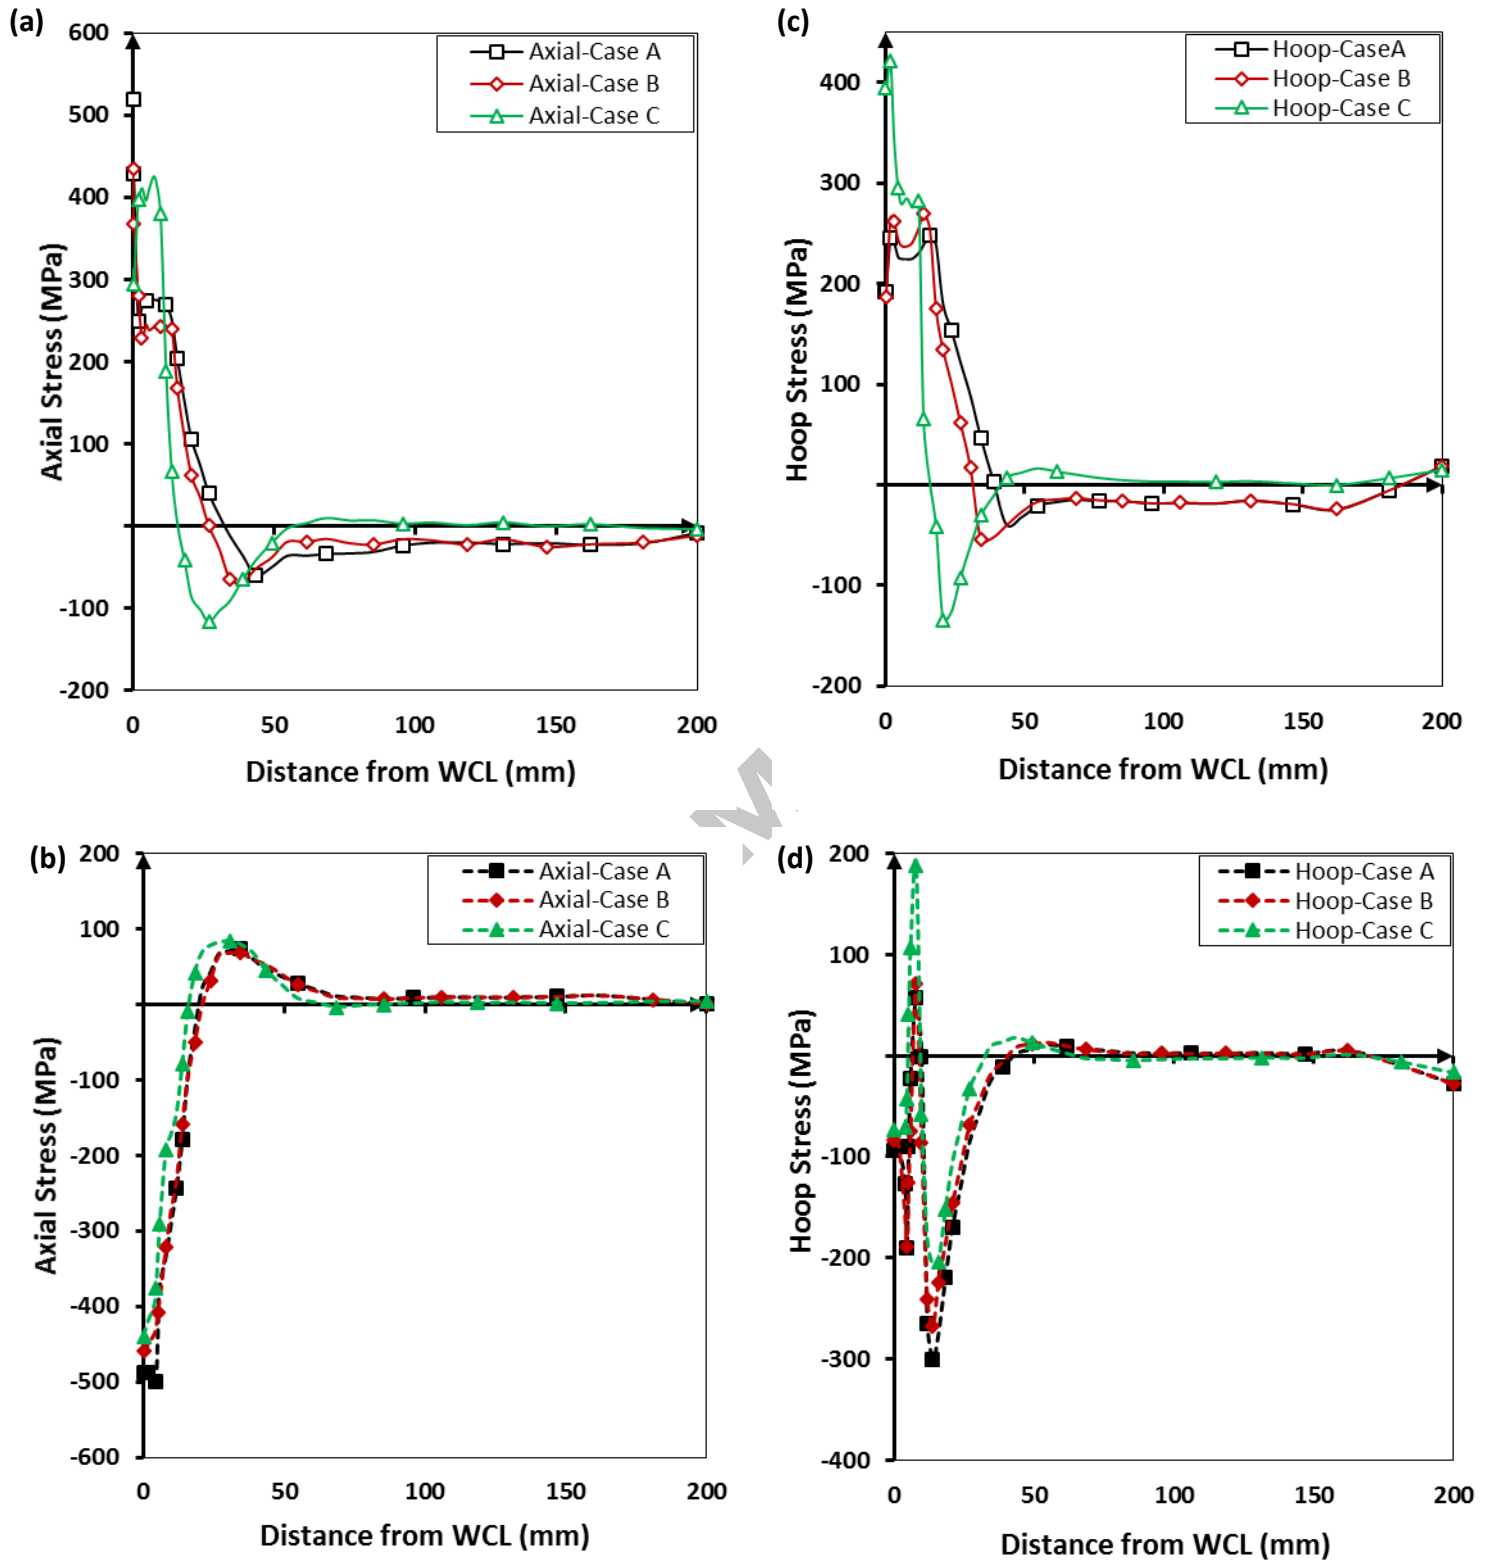 (a)
600
500
400
300
200
100
0
-100
-200
Axial Stress (MPa)
Axial-Case A
Axial-Case B
Axial-Case C
0 50 100 150 200
Distance from WCL (mm)
(c)
400
300
200
100
0
-100
-200
Hoop Stress (MPa)
Hoop-CaseA
Hoop-Case B
Hoop-Case C
0 50 100 150 200
Distance from WCL (mm)
M
(b)
200
100
0
-100
-200
-300
-400
-500
-600
Axial Stress (MPa)
Axial-Case A
Axial-Case B
Axial-Case C
0 50 100 150 200
Distance from WCL (mm)
(d)
200
100
0
-100
-200
-300
-400
Hoop Stress (MPa)
Hoop-Case A
Hoop-Case B
Hoop-Case C
0 50 100 150 200
Distance from WCL (mm)